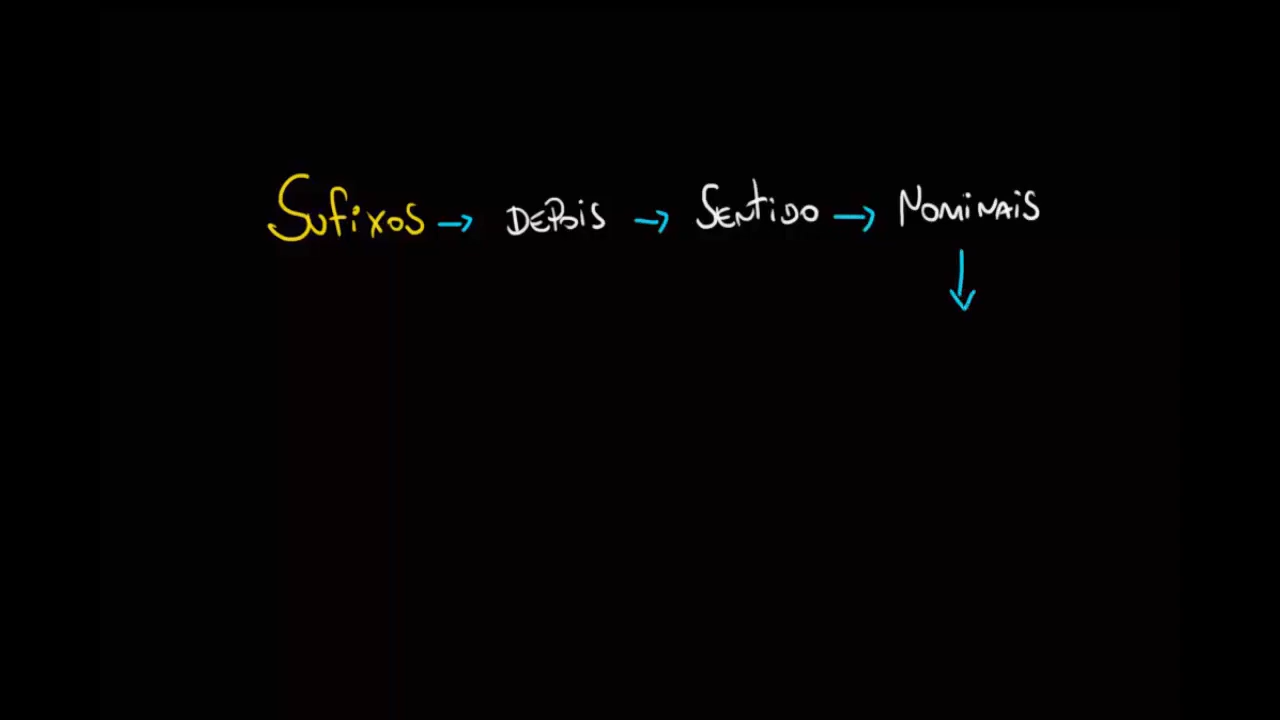 Sufixos → DEPOIS → SENTIDO → NOMINAIS
↓